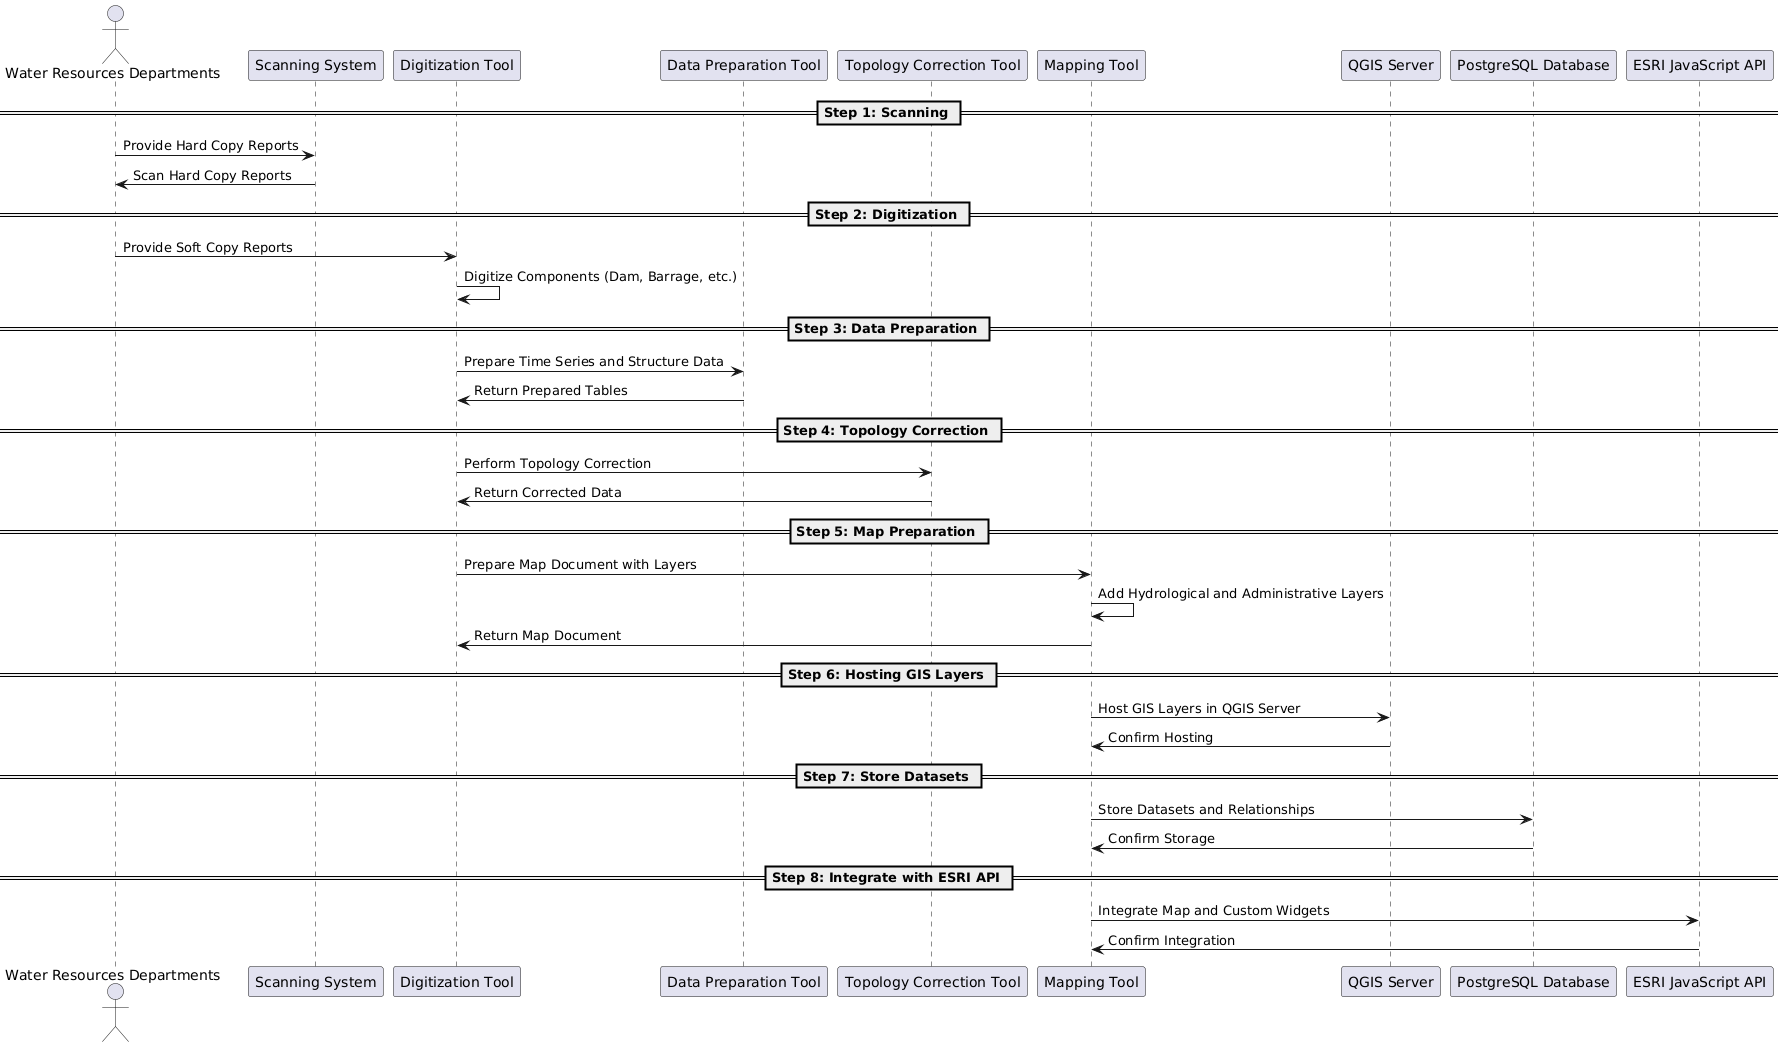 Water Resources Departments
Scanning System
Digitization Tool
Data Preparation Tool
Topology Correction Tool
Mapping Tool
QGIS Server
PostgreSQL Database
ESRI JavaScript API
Step 1: Scanning
Provide Hard Copy Reports
Scan Hard Copy Reports
Step 2: Digitization
Provide Soft Copy Reports
Digitize Components (Dam, Barrage, etc.)
Step 3: Data Preparation
Prepare Time Series and Structure Data
Return Prepared Tables
Step 4: Topology Correction
Perform Topology Correction
Return Corrected Data
Step 5: Map Preparation
Prepare Map Document with Layers
Add Hydrological and Administrative Layers
Return Map Document
Step 6: Hosting GIS Layers
Host GIS Layers in QGIS Server
Confirm Hosting
Step 7: Store Datasets
Store Datasets and Relationships
Confirm Storage
Step 8: Integrate with ESRI API
Integrate Map and Custom Widgets
Confirm Integration
Water Resources Departments
Scanning System
Digitization Tool
Data Preparation Tool
Topology Correction Tool
Mapping Tool
QGIS Server
PostgreSQL Database
ESRI JavaScript API